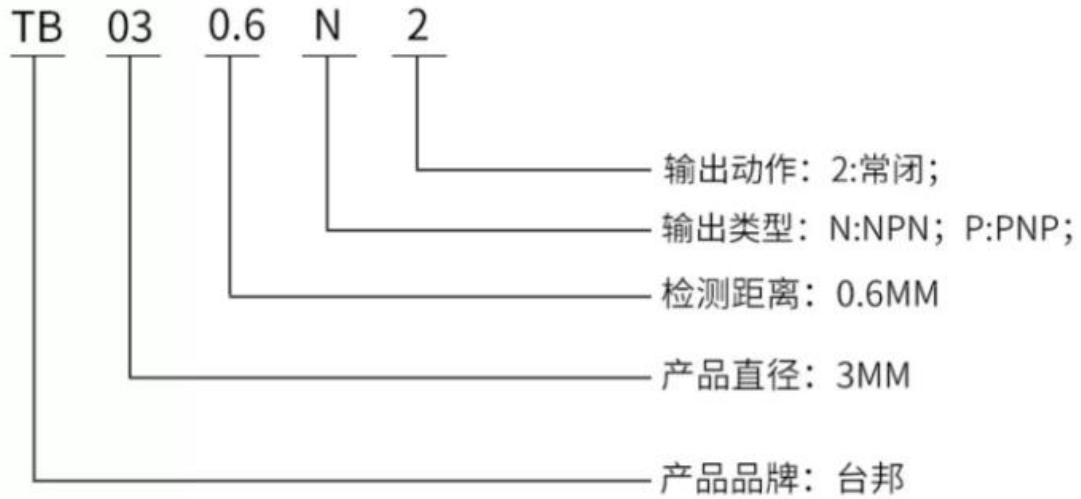 TB 03 0.6 N 2
输出动作：2:常闭；
输出类型：N:NPN；P:PNP；
检测距离：0.6MM
产品直径：3MM
产品品牌：台邦